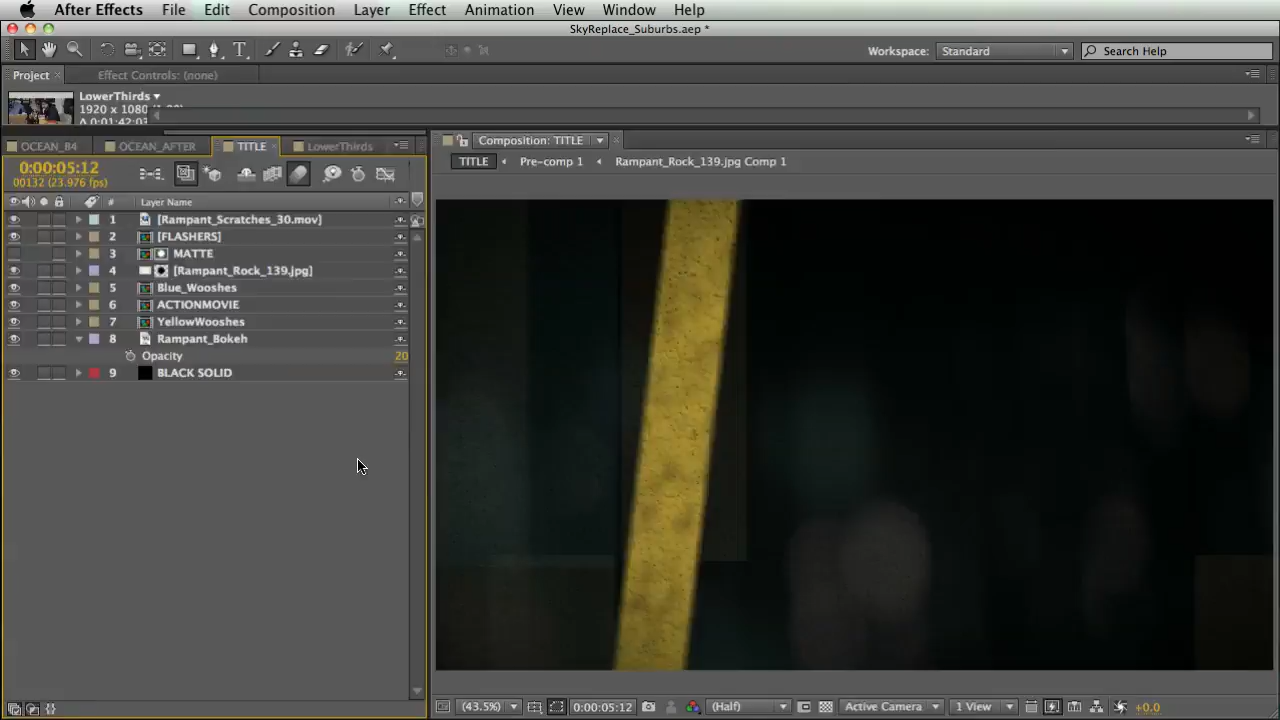 After Effects File Edit Composition Layer Effect Animation View Window Help
SkyReplace_Suburbs.aep *
Workspace: Standard Search Help
Project Effect Controls: (none)
LowerThirds
1920 x 1080
OCEAN_B4 OCEAN_AFTER TITLE LowerThirds Composition: TITLE
TITLE Pre-comp 1 Rampant_Rock_139.jpg Comp 1
0:00:05:12
00132 (23.976 fps)
# Layer Name
1 [Rampant_Scratches_30.mov]
2 [FLASHERS]
3 MATTE
4 [Rampant_Rock_139.jpg]
5 Blue_Wooshes
6 ACTIONMOVIE
7 YellowWooshes
8 Rampant_Bokeh
Opacity 20
9 BLACK SOLID
(43.5%) 0:00:05:12 (Half) Active Camera 1 View +0.0